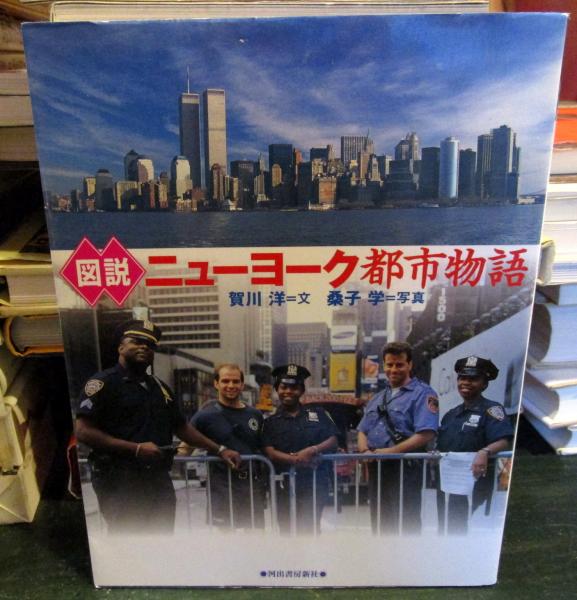 図説
ニューヨーク都市物語
賀川 洋=文 桑子 学=写真
1500
●河出書房新社●